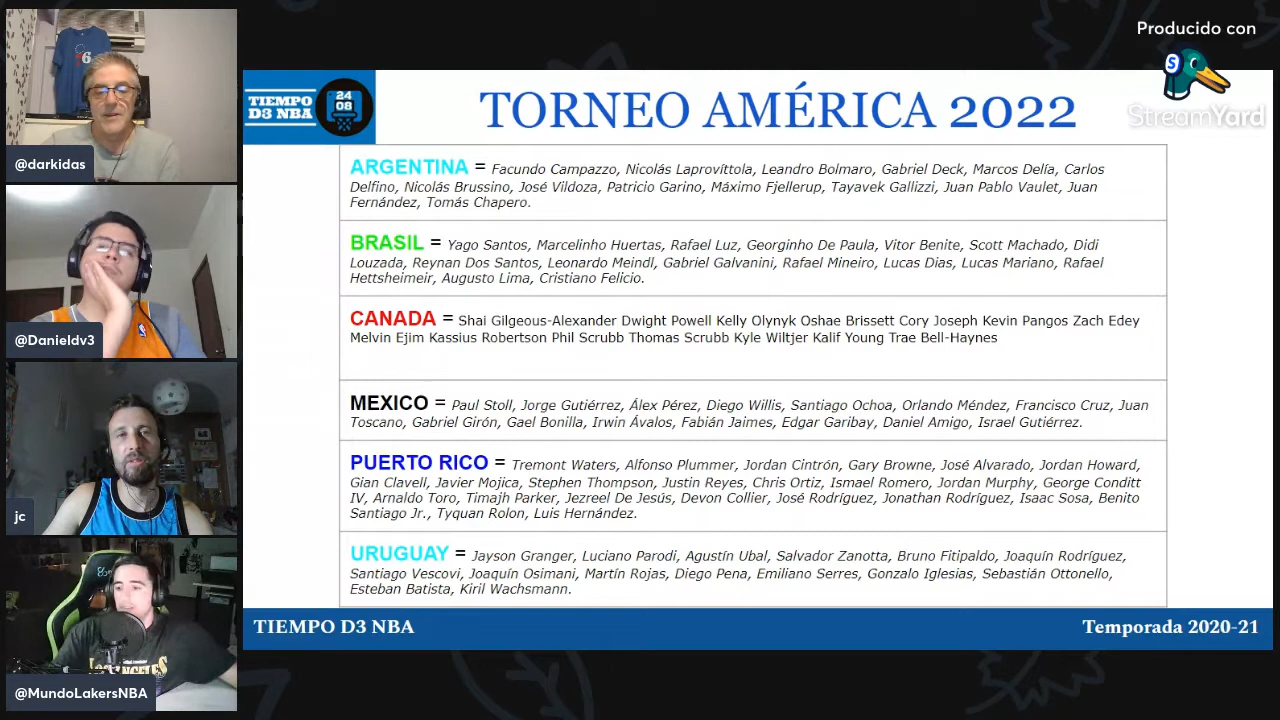 Producido con
S
StreamYard
TIEMPO
D3 NBA
24
08
TORNEO AMÉRICA 2022
ARGENTINA = Facundo Campazzo, Nicolás Laprovíttola, Leandro Bolmaro, Gabriel Deck, Marcos Delía, Carlos
Delfino, Nicolás Brussino, José Vildoza, Patricio Garino, Máximo Fjellerup, Tayavek Gallizzi, Juan Pablo Vaulet, Juan
Fernández, Tomás Chapero.
BRASIL = Yago Santos, Marcelinho Huertas, Rafael Luz, Georginho De Paula, Vitor Benite, Scott Machado, Didi
Louzada, Reynan Dos Santos, Leonardo Meindl, Gabriel Galvanini, Rafael Mineiro, Lucas Dias, Lucas Mariano, Rafael
Hettsheimeir, Augusto Lima, Cristiano Felicio.
CANADA = Shai Gilgeous-Alexander Dwight Powell Kelly Olynyk Oshae Brissett Cory Joseph Kevin Pangos Zach Edey
Melvin Ejim Kassius Robertson Phil Scrubb Thomas Scrubb Kyle Wiltjer Kalif Young Trae Bell-Haynes
MEXICO = Paul Stoll, Jorge Gutiérrez, Álex Pérez, Diego Willis, Santiago Ochoa, Orlando Méndez, Francisco Cruz, Juan
Toscano, Gabriel Girón, Gael Bonilla, Irwin Ávalos, Fabián Jaimes, Edgar Garibay, Daniel Amigo, Israel Gutiérrez.
PUERTO RICO = Tremont Waters, Alfonso Plummer, Jordan Cintrón, Gary Browne, José Alvarado, Jordan Howard,
Gian Clavell, Javier Mojica, Stephen Thompson, Justin Reyes, Chris Ortiz, Ismael Romero, Jordan Murphy, George Conditt
IV, Arnaldo Toro, Timajh Parker, Jezreel De Jesús, Devon Collier, José Rodríguez, Jonathan Rodríguez, Isaac Sosa, Benito
Santiago Jr., Tyquan Rolon, Luis Hernández.
URUGUAY = Jayson Granger, Luciano Parodi, Agustín Ubal, Salvador Zanotta, Bruno Fitipaldo, Joaquín Rodríguez,
Santiago Vescovi, Joaquín Osimani, Martín Rojas, Diego Pena, Emiliano Serres, Gonzalo Iglesias, Sebastián Ottonello,
Esteban Batista, Kiril Wachsmann.
TIEMPO D3 NBA
Temporada 2020-21
@darkidas
@Danieldv3
jc
@MundoLakersNBA